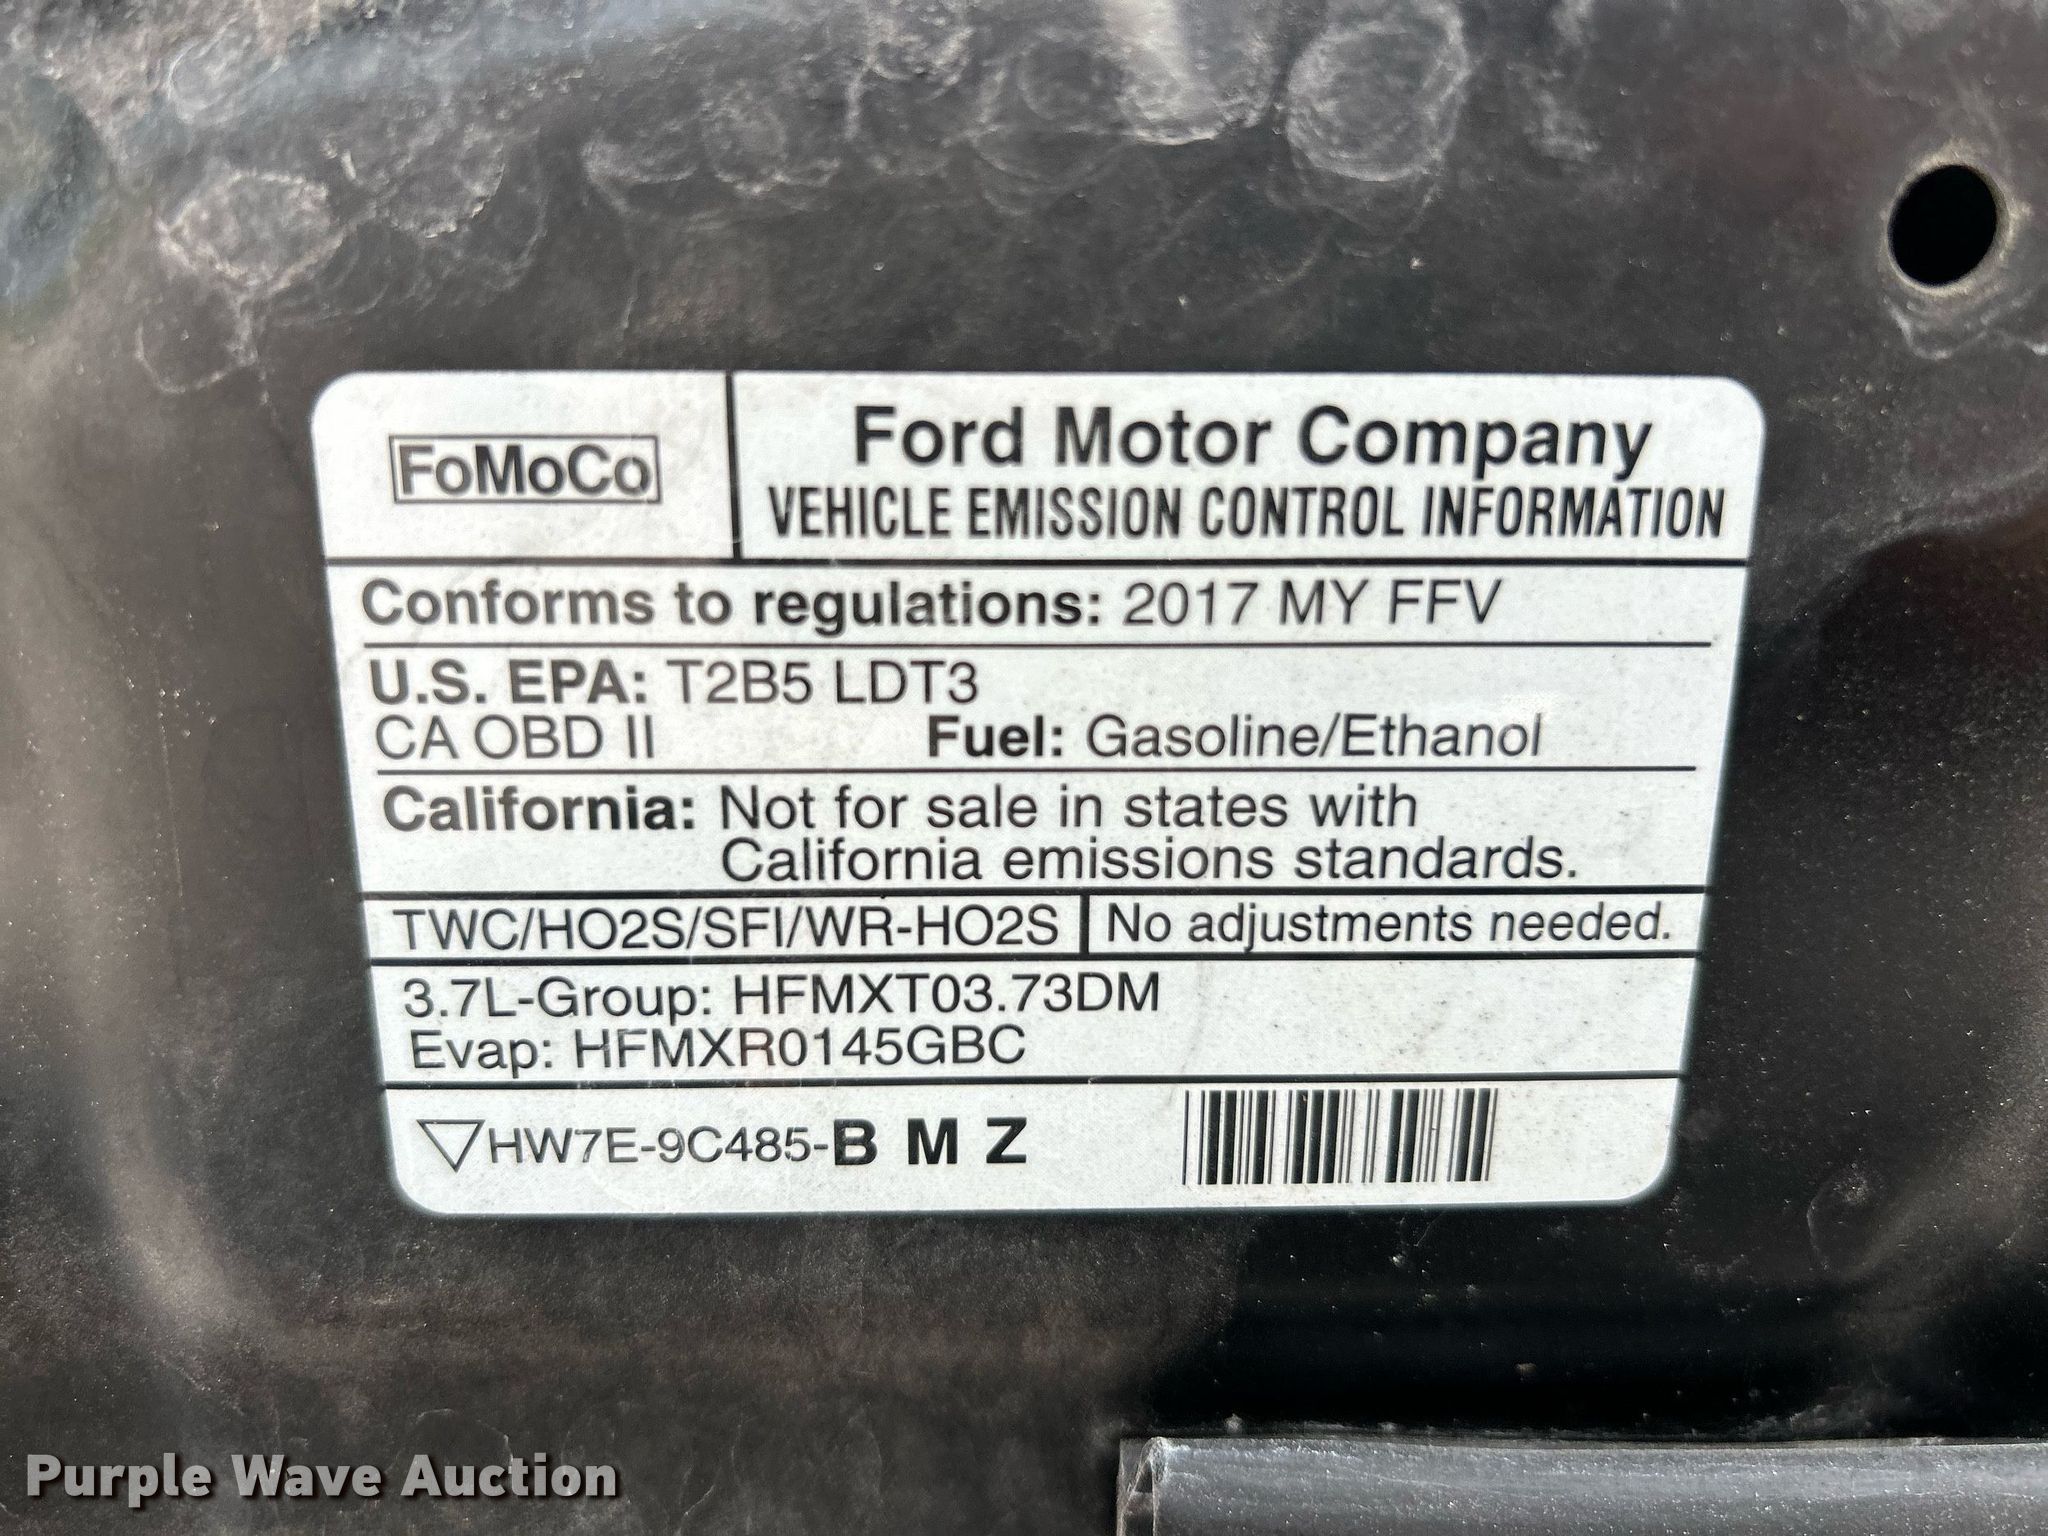 FoMoCo
Ford Motor Company
VEHICLE EMISSION CONTROL INFORMATION
Conforms to regulations: 2017 MY FFV
U.S. EPA: T2B5 LDT3
CA OBD II Fuel: Gasoline/Ethanol
California: Not for sale in states with
California emissions standards.
TWC/HO2S/SFI/WR-HO2S No adjustments needed.
3.7L-Group: HFMXT03.73DM
Evap: HFMXR0145GBC
HW7E-9C485-B M Z
Purple Wave Auction